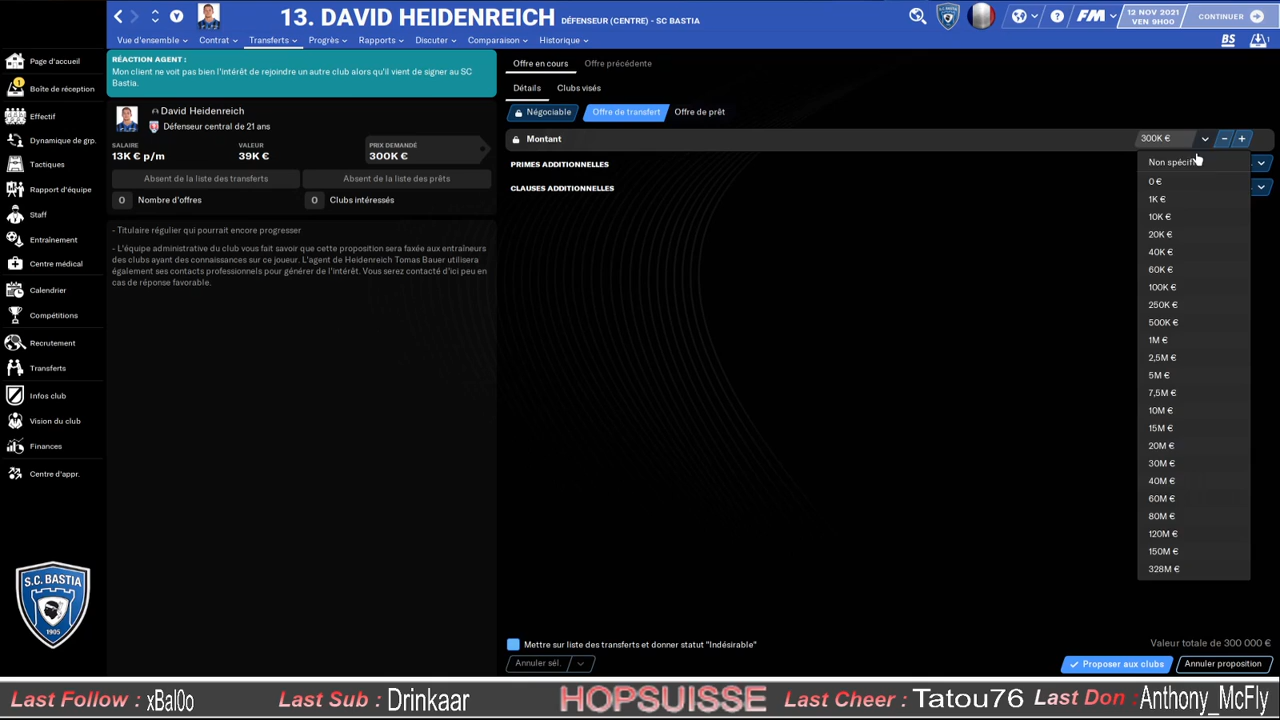 13. DAVID HEIDENREICH DÉFENSEUR (CENTRE) - SC BASTIA
FM
12 NOV 2021
VEN 9H00
CONTINUER
Vue d'ensemble Contrat Transferts Progrès Rapports Discuter Comparaison Historique
BS 1
Page d'accueil
1
Boîte de réception
Effectif
Dynamique de grp.
Tactiques
Rapport d'équipe
Staff
Entraînement
Centre médical
Calendrier
Compétitions
Recrutement
Transferts
Infos club
Vision du club
Finances
Centre d'appr.
S.C. BASTIA
1905
RÉACTION AGENT :
Mon client ne voit pas bien l'intérêt de rejoindre un autre club alors qu'il vient de signer au SC
Bastia.
David Heidenreich
Défenseur central de 21 ans
SALAIRE VALEUR PRIX DEMANDÉ
13K € p/m 39K € 300K €
Absent de la liste des transferts Absent de la liste des prêts
0 Nombre d'offres 0 Clubs intéressés
- Titulaire régulier qui pourrait encore progresser
- L'équipe administrative du club vous fait savoir que cette proposition sera faxée aux entraîneurs
des clubs ayant des connaissances sur ce joueur. L'agent de Heidenreich Tomas Bauer utilisera
également ses contacts professionnels pour générer de l'intérêt. Vous serez contacté d'ici peu en
cas de réponse favorable.
Offre en cours Offre précédente
Détails Clubs visés
Négociable Offre de transfert Offre de prêt
Montant 300K €
PRIMES ADDITIONNELLES
CLAUSES ADDITIONNELLES
Non spécifi
0 €
1K €
10K €
20K €
40K €
60K €
100K €
250K €
500K €
1M €
2,5M €
5M €
7,5M €
10M €
15M €
20M €
30M €
40M €
60M €
80M €
120M €
150M €
328M €
Mettre sur liste des transferts et donner statut "Indésirable"
Valeur totale de 300 000 €
Annuler sél. Proposer aux clubs Annuler proposition
Last Follow : xBal0o Last Sub : Drinkaar HOPSUISSE Last Cheer : Tatou76 Last Don : Anthony_McFly